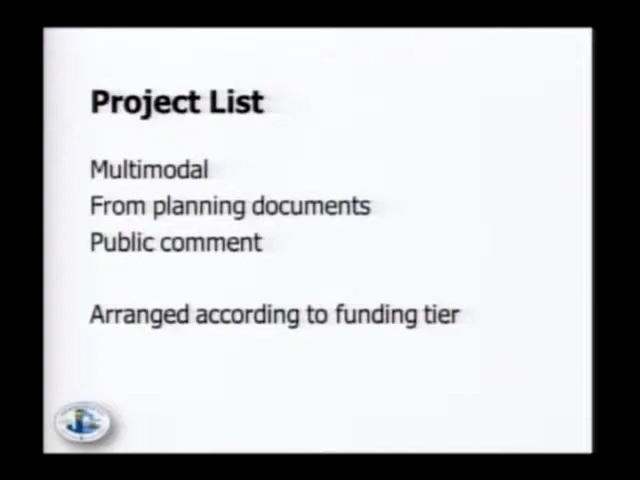 Project List
Multimodal
From planning documents
Public comment
Arranged according to funding tier